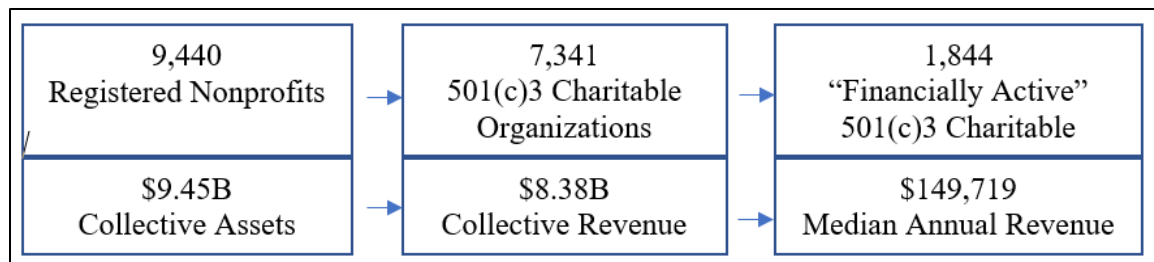 9,440
Registered Nonprofits
7,341
501(c)3 Charitable
Organizations
1,844
“Financially Active”
501(c)3 Charitable
$9.45B
Collective Assets
$8.38B
Collective Revenue
$149,719
Median Annual Revenue